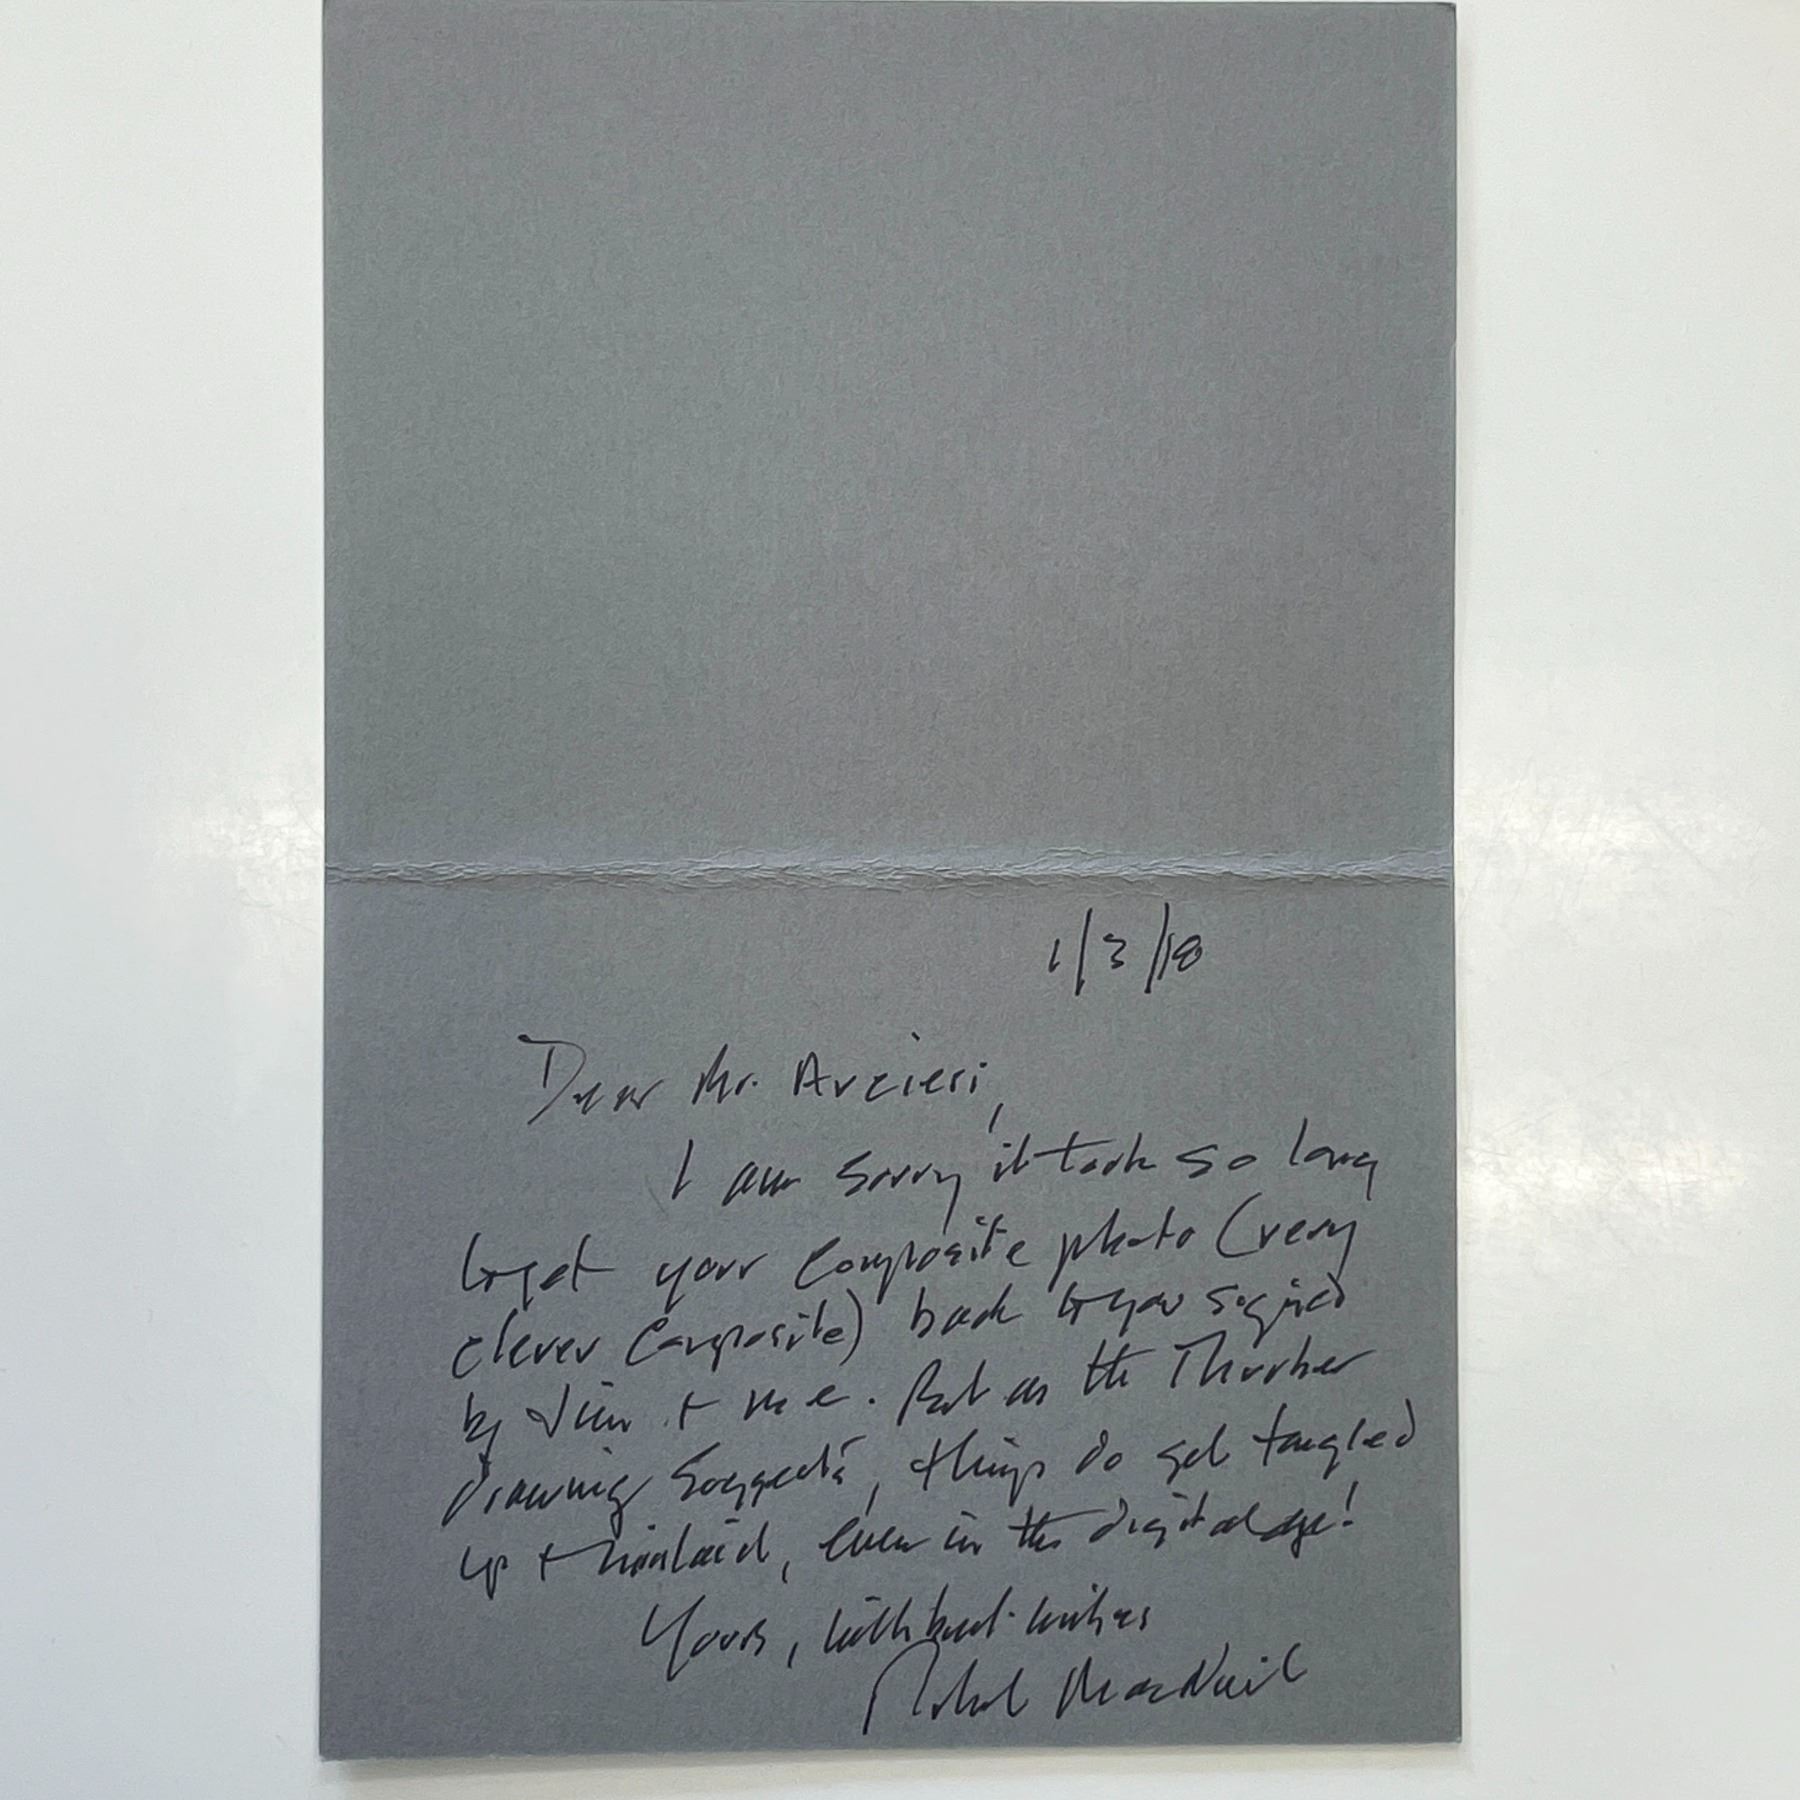 1/3/18
Dear Mr. Arcieri,
I am sorry it took so long
to get your composite photo (very
clever composite) back to you signed
by Jim + me. But as the Thurber
drawing suggests, things do get tangled
up + mislaid, even in the digital age!
Yours, with best wishes
Robert MacNeil